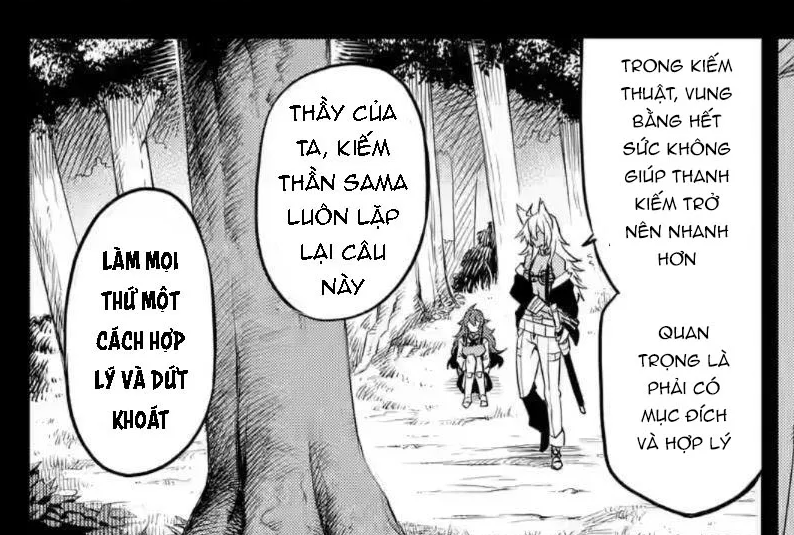 TRONG KIẾM
THUẬT, VUNG
BẰNG HẾT
SỨC KHÔNG
GIÚP THANH
KIẾM TRỞ
NÊN NHANH
HƠN
QUAN
TRỌNG LÀ
PHẢI CÓ
MỤC ĐÍCH
VÀ HỢP LÝ
THẦY CỦA
TA, KIẾM
THẦN SAMA
LUÔN LẶP
LẠI CÂU
NÀY
LÀM MỌI
THỨ MỘT
CÁCH HỢP
LÝ VÀ DỨT
KHOÁT